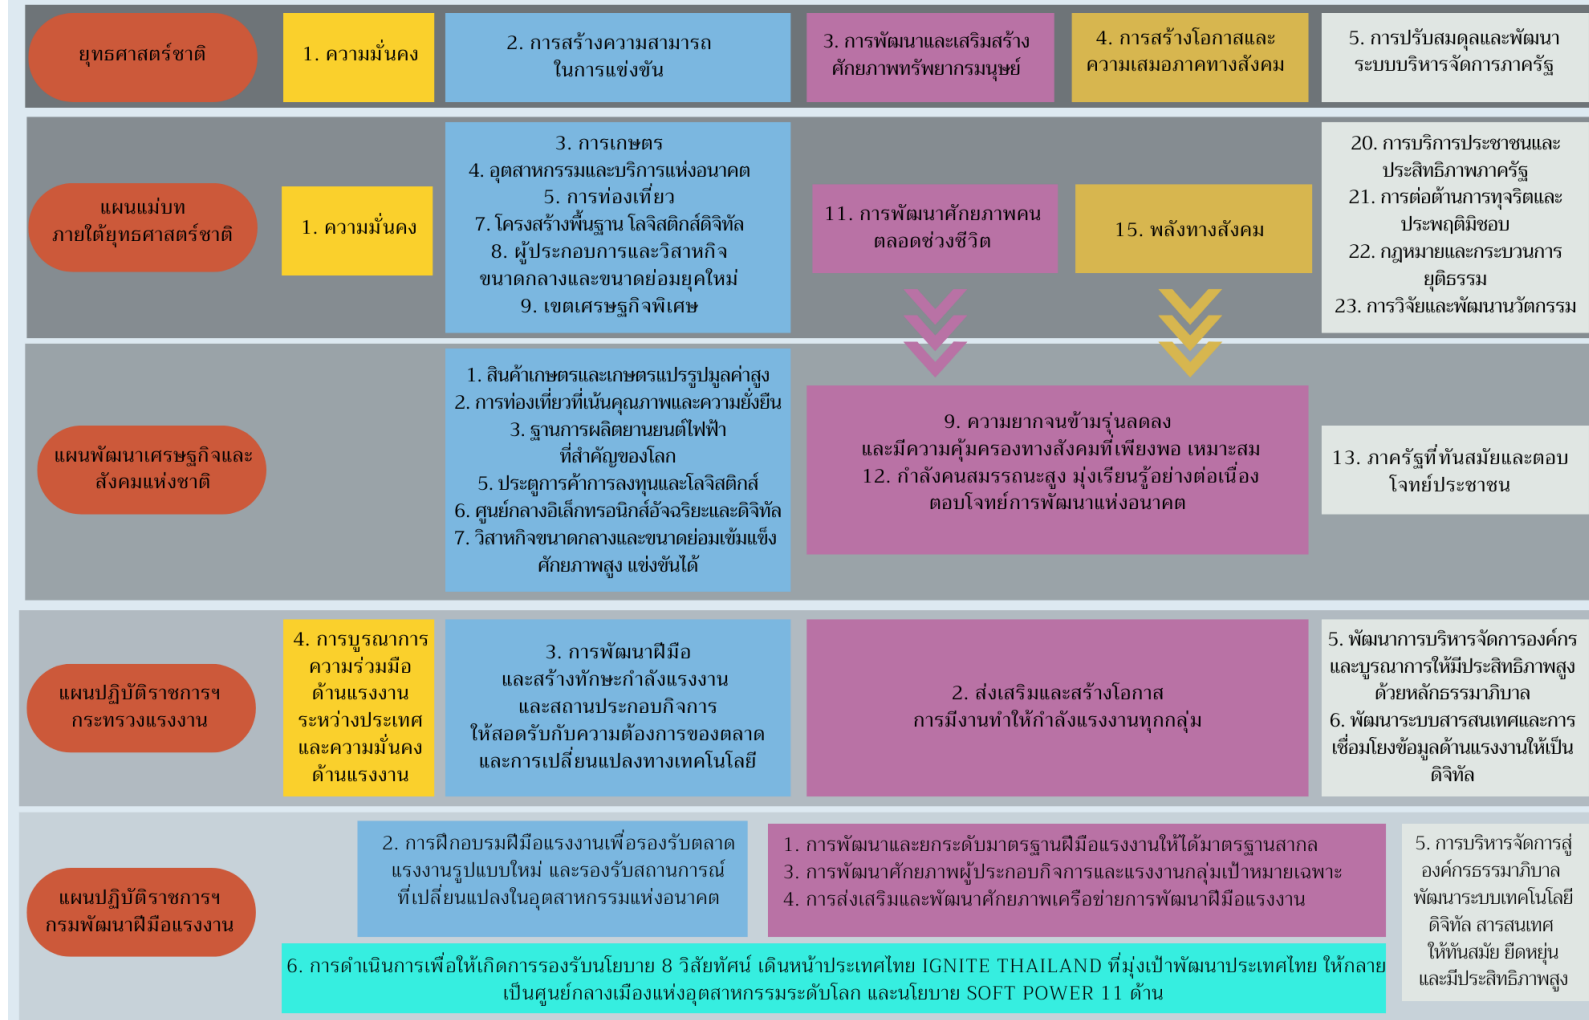 ยุทธศาสตร์ชาติ
1. ความมั่นคง
2. การสร้างความสามารถ
ในการแข่งขัน
3. การพัฒนาและเสริมสร้าง
ศักยภาพทรัพยากรมนุษย์
4. การสร้างโอกาสและ
ความเสมอภาคทางสังคม
5. การปรับสมดุลและพัฒนา
ระบบบริหารจัดการภาครัฐ
แผนแม่บท
ภายใต้ยุทธศาสตร์ชาติ
1. ความมั่นคง
3. การเกษตร
4. อุตสาหกรรมและบริการแห่งอนาคต
5. การท่องเที่ยว
7. โครงสร้างพื้นฐาน โลจิสติกส์ดิจิทัล
8. ผู้ประกอบการและวิสาหกิจ
ขนาดกลางและขนาดย่อมยุคใหม่
9. เขตเศรษฐกิจพิเศษ
11. การพัฒนาศักยภาพคน
ตลอดช่วงชีวิต
15. พลังทางสังคม
20. การบริการประชาชนและ
ประสิทธิภาพภาครัฐ
21. การต่อต้านการทุจริตและ
ประพฤติมิชอบ
22. กฎหมายและกระบวนการ
ยุติธรรม
23. การวิจัยและพัฒนานวัตกรรม
แผนพัฒนาเศรษฐกิจและ
สังคมแห่งชาติ
1. สินค้าเกษตรและเกษตรแปรรูปมูลค่าสูง
2. การท่องเที่ยวที่เน้นคุณภาพและความยั่งยืน
3. ฐานการผลิตยานยนต์ไฟฟ้า
ที่สำคัญของโลก
5. ประตูการค้าการลงทุนและโลจิสติกส์
6. ศูนย์กลางอิเล็กทรอนิกส์อัจฉริยะและดิจิทัล
7. วิสาหกิจขนาดกลางและขนาดย่อมเข้มแข็ง
ศักยภาพสูง แข่งขันได้
9. ความยากจนข้ามรุ่นลดลง
และมีความคุ้มครองทางสังคมที่เพียงพอ เหมาะสม
12. กำลังคนสมรรถนะสูง มุ่งเรียนรู้อย่างต่อเนื่อง
ตอบโจทย์การพัฒนาแห่งอนาคต
13. ภาครัฐที่ทันสมัยและตอบ
โจทย์ประชาชน
แผนปฏิบัติราชการฯ
กระทรวงแรงงาน
4. การบูรณาการ
ความร่วมมือ
ด้านแรงงาน
ระหว่างประเทศ
และความมั่นคง
ด้านแรงงาน
3. การพัฒนาฝีมือ
และสร้างทักษะกำลังแรงงาน
และสถานประกอบกิจการ
ให้สอดรับกับความต้องการของตลาด
และการเปลี่ยนแปลงทางเทคโนโลยี
2. ส่งเสริมและสร้างโอกาส
การมีงานทำให้กำลังแรงงานทุกกลุ่ม
5. พัฒนาการบริหารจัดการองค์กร
และบูรณาการให้มีประสิทธิภาพสูง
ด้วยหลักธรรมาภิบาล
6. พัฒนาระบบสารสนเทศและการ
เชื่อมโยงข้อมูลด้านแรงงานให้เป็น
ดิจิทัล
แผนปฏิบัติราชการฯ
กรมพัฒนาฝีมือแรงงาน
2. การฝึกอบรมฝีมือแรงงานเพื่อรองรับตลาด
แรงงานรูปแบบใหม่ และรองรับสถานการณ์
ที่เปลี่ยนแปลงในอุตสาหกรรมแห่งอนาคต
1. การพัฒนาและยกระดับมาตรฐานฝีมือแรงงานให้ได้มาตรฐานสากล
3. การพัฒนาศักยภาพผู้ประกอบกิจการและแรงงานกลุ่มเป้าหมายเฉพาะ
4. การส่งเสริมและพัฒนาศักยภาพเครือข่ายการพัฒนาฝีมือแรงงาน
5. การบริหารจัดการสู่
องค์กรธรรมาภิบาล
พัฒนาระบบเทคโนโลยี
ดิจิทัล สารสนเทศ
ให้ทันสมัย ยืดหยุ่น
และมีประสิทธิภาพสูง
6. การดำเนินการเพื่อให้เกิดการรองรับนโยบาย 8 วิสัยทัศน์ เดินหน้าประเทศไทย IGNITE THAILAND ที่มุ่งเป้าพัฒนาประเทศไทย ให้กลาย
เป็นศูนย์กลางเมืองแห่งอุตสาหกรรมระดับโลก และนโยบาย SOFT POWER 11 ด้าน